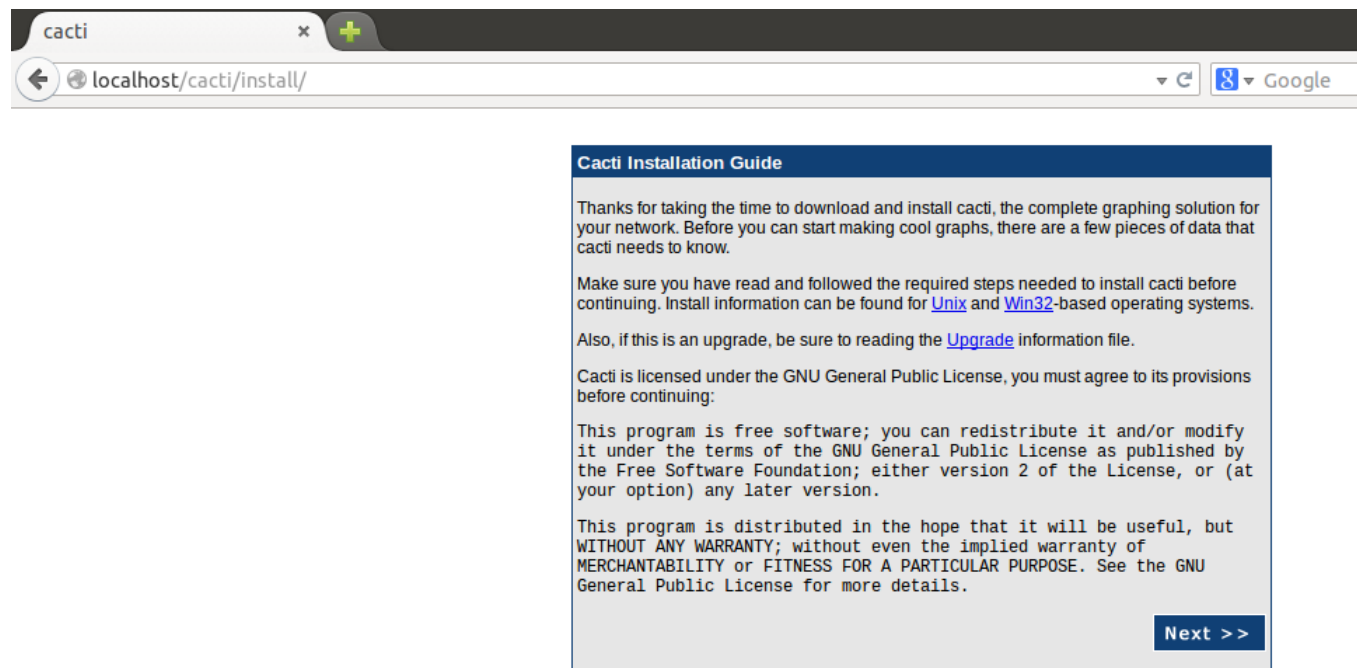 cacti
localhost/cacti/install/
8 Google
Cacti Installation Guide
Thanks for taking the time to download and install cacti, the complete graphing solution for
your network. Before you can start making cool graphs, there are a few pieces of data that
cacti needs to know.
Make sure you have read and followed the required steps needed to install cacti before
continuing. Install information can be found for Unix and Win32-based operating systems.
Also, if this is an upgrade, be sure to reading the Upgrade information file.
Cacti is licensed under the GNU General Public License, you must agree to its provisions
before continuing:
This program is free software; you can redistribute it and/or modify
it under the terms of the GNU General Public License as published by
the Free Software Foundation; either version 2 of the License, or (at
your option) any later version.
This program is distributed in the hope that it will be useful, but
WITHOUT ANY WARRANTY; without even the implied warranty of
MERCHANTABILITY or FITNESS FOR A PARTICULAR PURPOSE. See the GNU
General Public License for more details.
Next >>